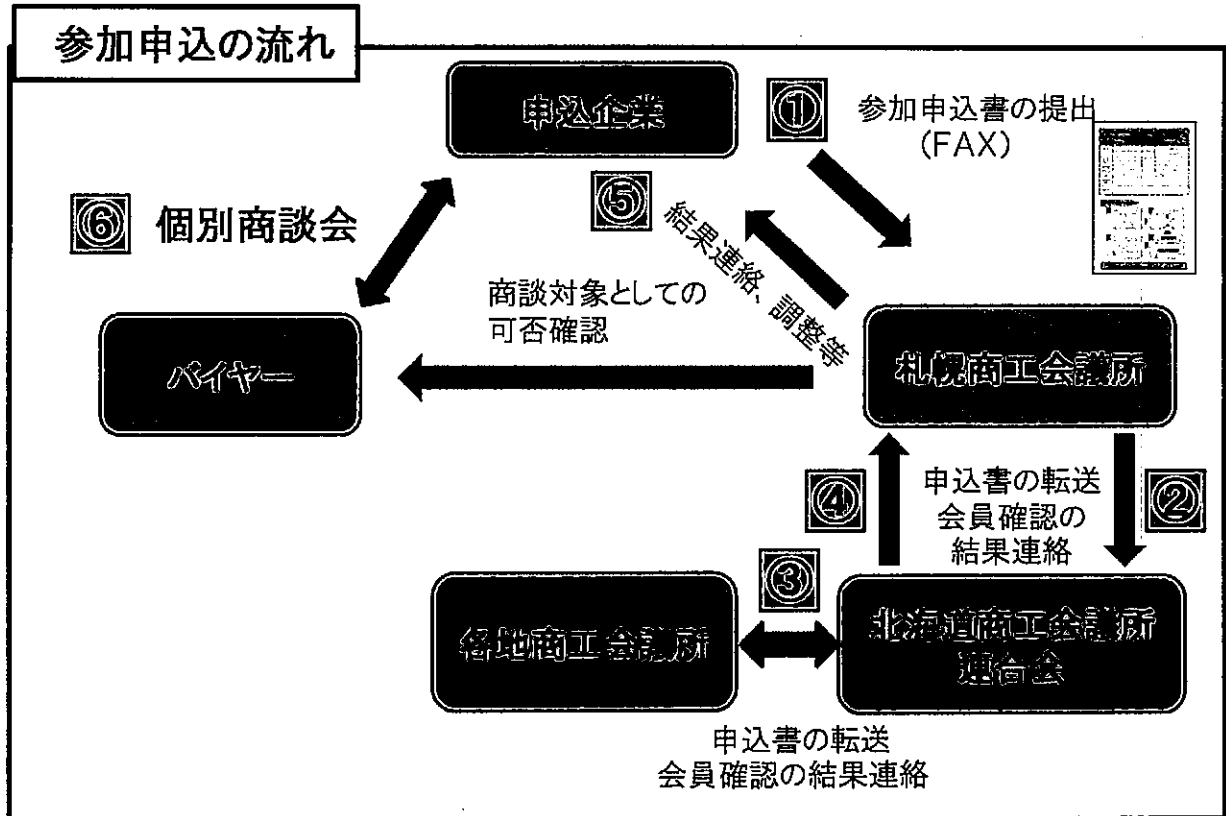 参加申込の流れ
申込企業
①
参加申込書の提出
(FAX)
⑤
結果連絡、調整等
⑥ 個別商談会
商談対象としての
可否確認
バイヤー
札幌商工会議所
④
申込書の転送
会員確認の
結果連絡
②
③
各地商工会議所
北海道商工会議所
連合会
申込書の転送
会員確認の結果連絡